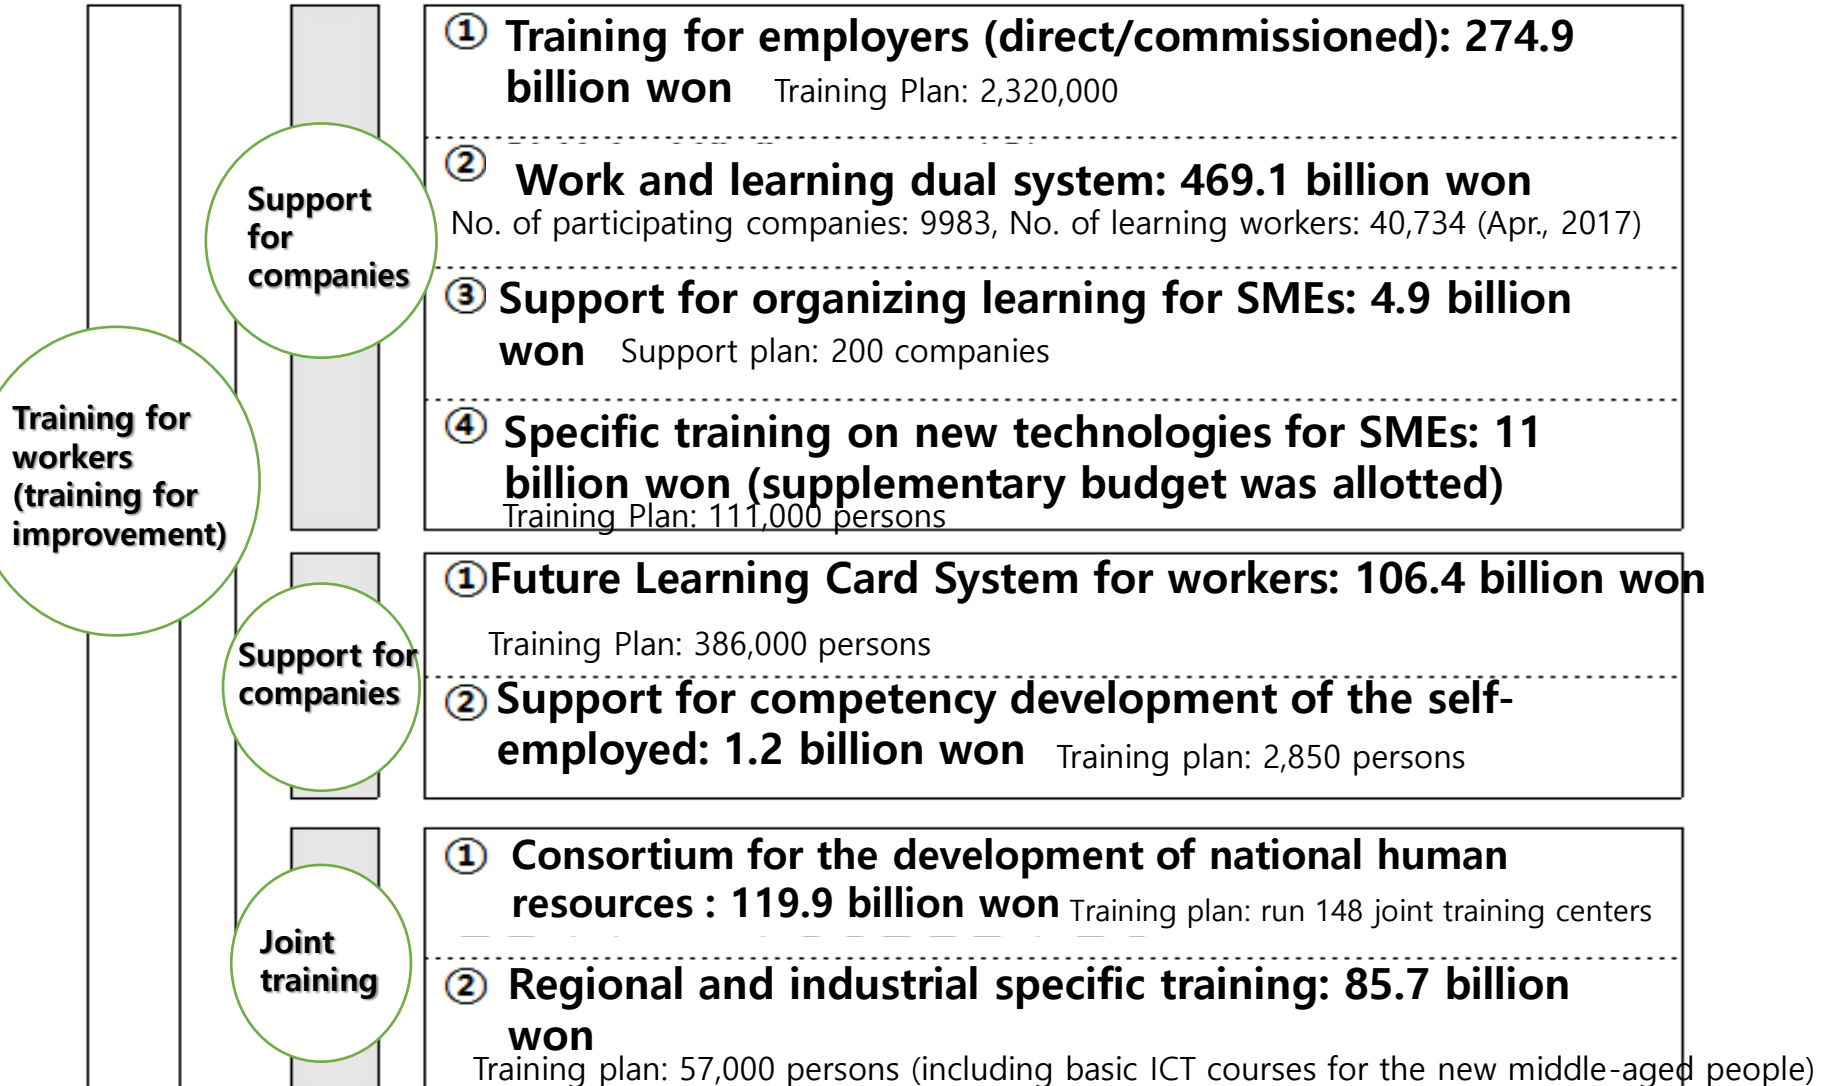 Training for
workers
(training for
improvement)
Support
for
companies
① Training for employers (direct/commissioned): 274.9
billion won Training Plan: 2,320,000
② Work and learning dual system: 469.1 billion won
No. of participating companies: 9983, No. of learning workers: 40,734 (Apr., 2017)
③ Support for organizing learning for SMEs: 4.9 billion
won Support plan: 200 companies
④ Specific training on new technologies for SMEs: 11
billion won (supplementary budget was allotted)
Training Plan: 111,000 persons
Support for
companies
①Future Learning Card System for workers: 106.4 billion won
Training Plan: 386,000 persons
② Support for competency development of the self-
employed: 1.2 billion won Training plan: 2,850 persons
Joint
training
① Consortium for the development of national human
resources : 119.9 billion won Training plan: run 148 joint training centers
② Regional and industrial specific training: 85.7 billion
won
Training plan: 57,000 persons (including basic ICT courses for the new middle-aged people)